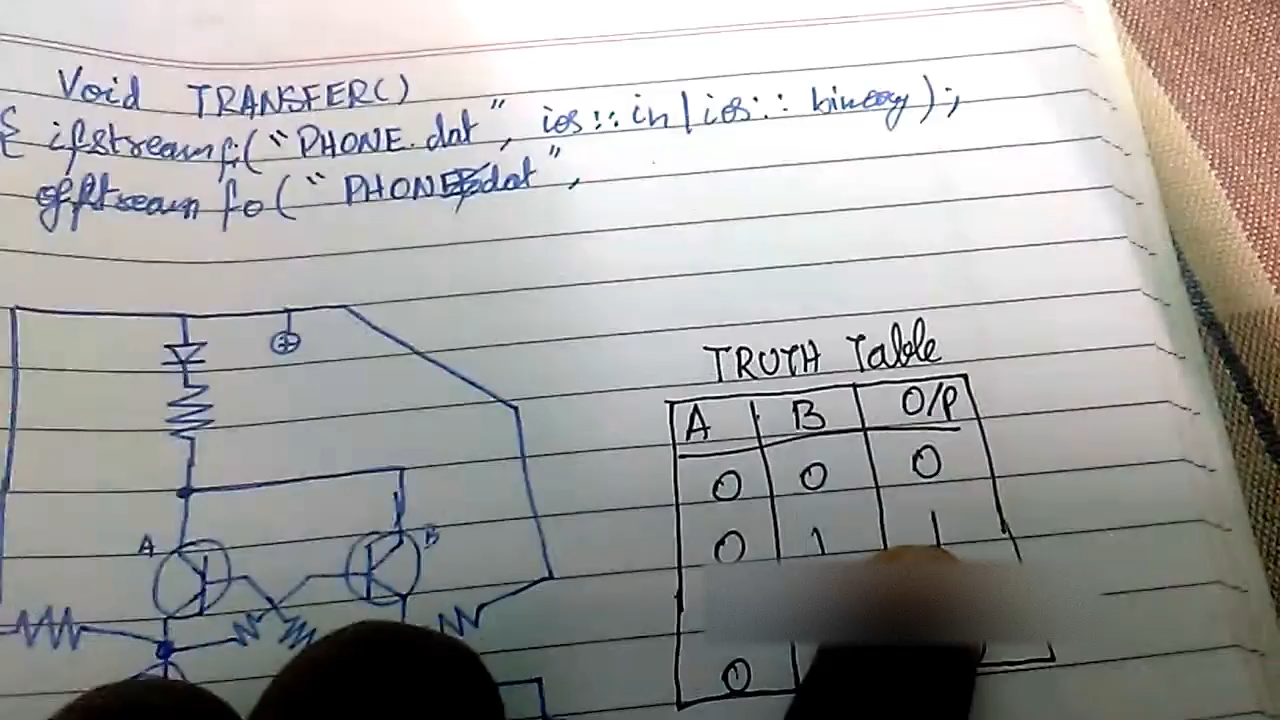 Void TRANSFER()
{ ifstream f("PHONE.dat", ios::in|ios::binary);
ofstream fo("PHONE dat",
TRUTH Table
A B O/P
0 0 0
0 1 1
0
A B